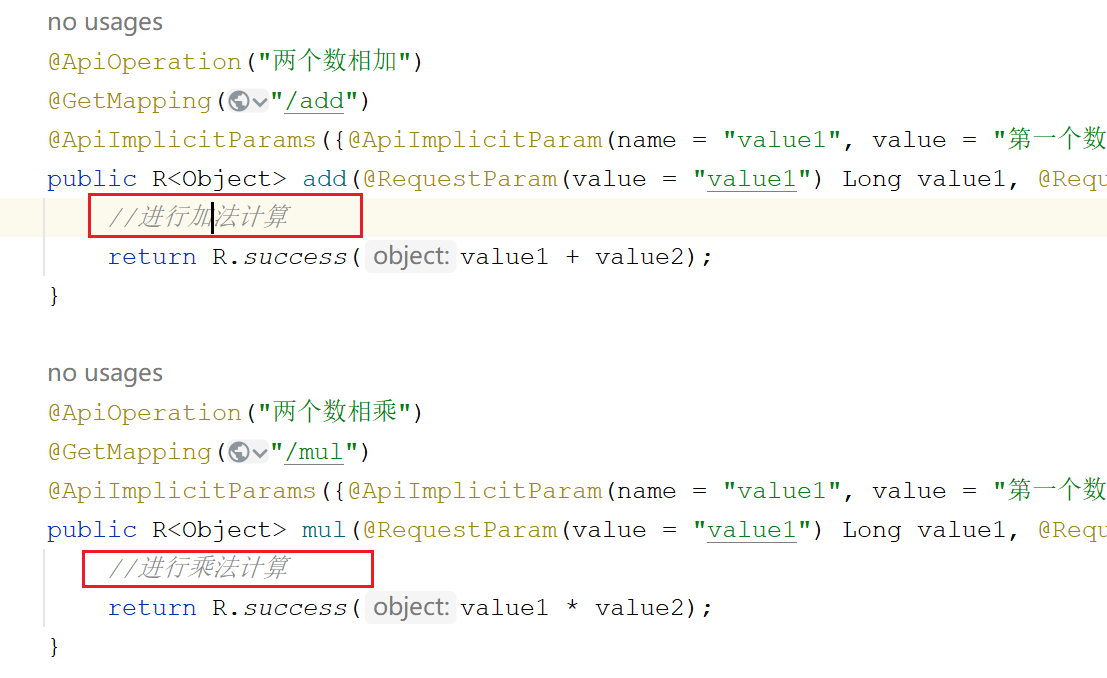 no usages
@ApiOperation("两个数相加")
@GetMapping("/add")
@ApiImplicitParams({@ApiImplicitParam(name = "value1", value = "第一个数
public R<Object> add(@RequestParam(value = "value1") Long value1, @Requ
//进行加法计算
return R.success( object: value1 + value2);
}
no usages
@ApiOperation("两个数相乘")
@GetMapping("/mul")
@ApiImplicitParams({@ApiImplicitParam(name = "value1", value = "第一个数
public R<Object> mul(@RequestParam(value = "value1") Long value1, @Requ
//进行乘法计算
return R.success( object: value1 * value2);
}